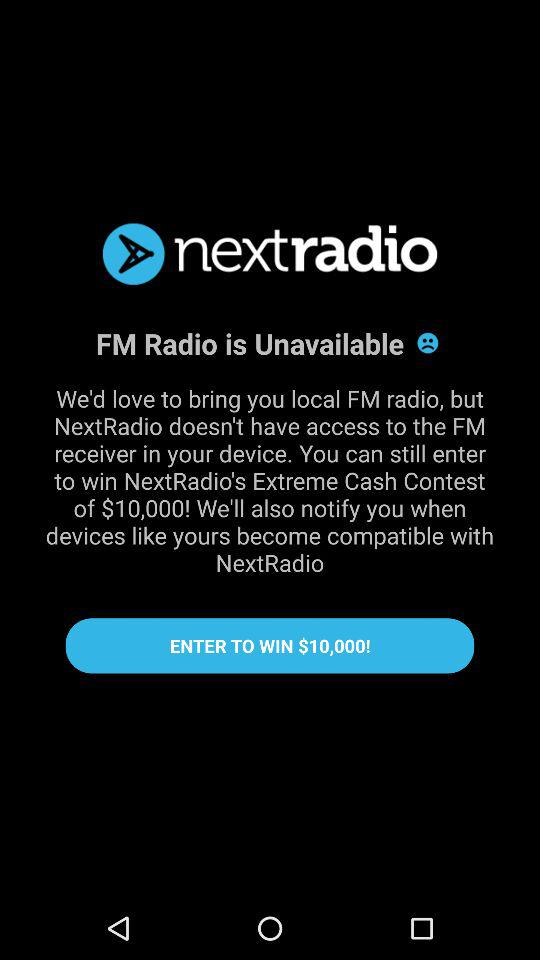 nextradio
FM Radio is Unavailable
We'd love to bring you local FM radio, but
NextRadio doesn't have access to the FM
receiver in your device. You can still enter
to win NextRadio's Extreme Cash Contest
of $10,000! We'll also notify you when
devices like yours become compatible with
NextRadio
ENTER TO WIN $10,000!